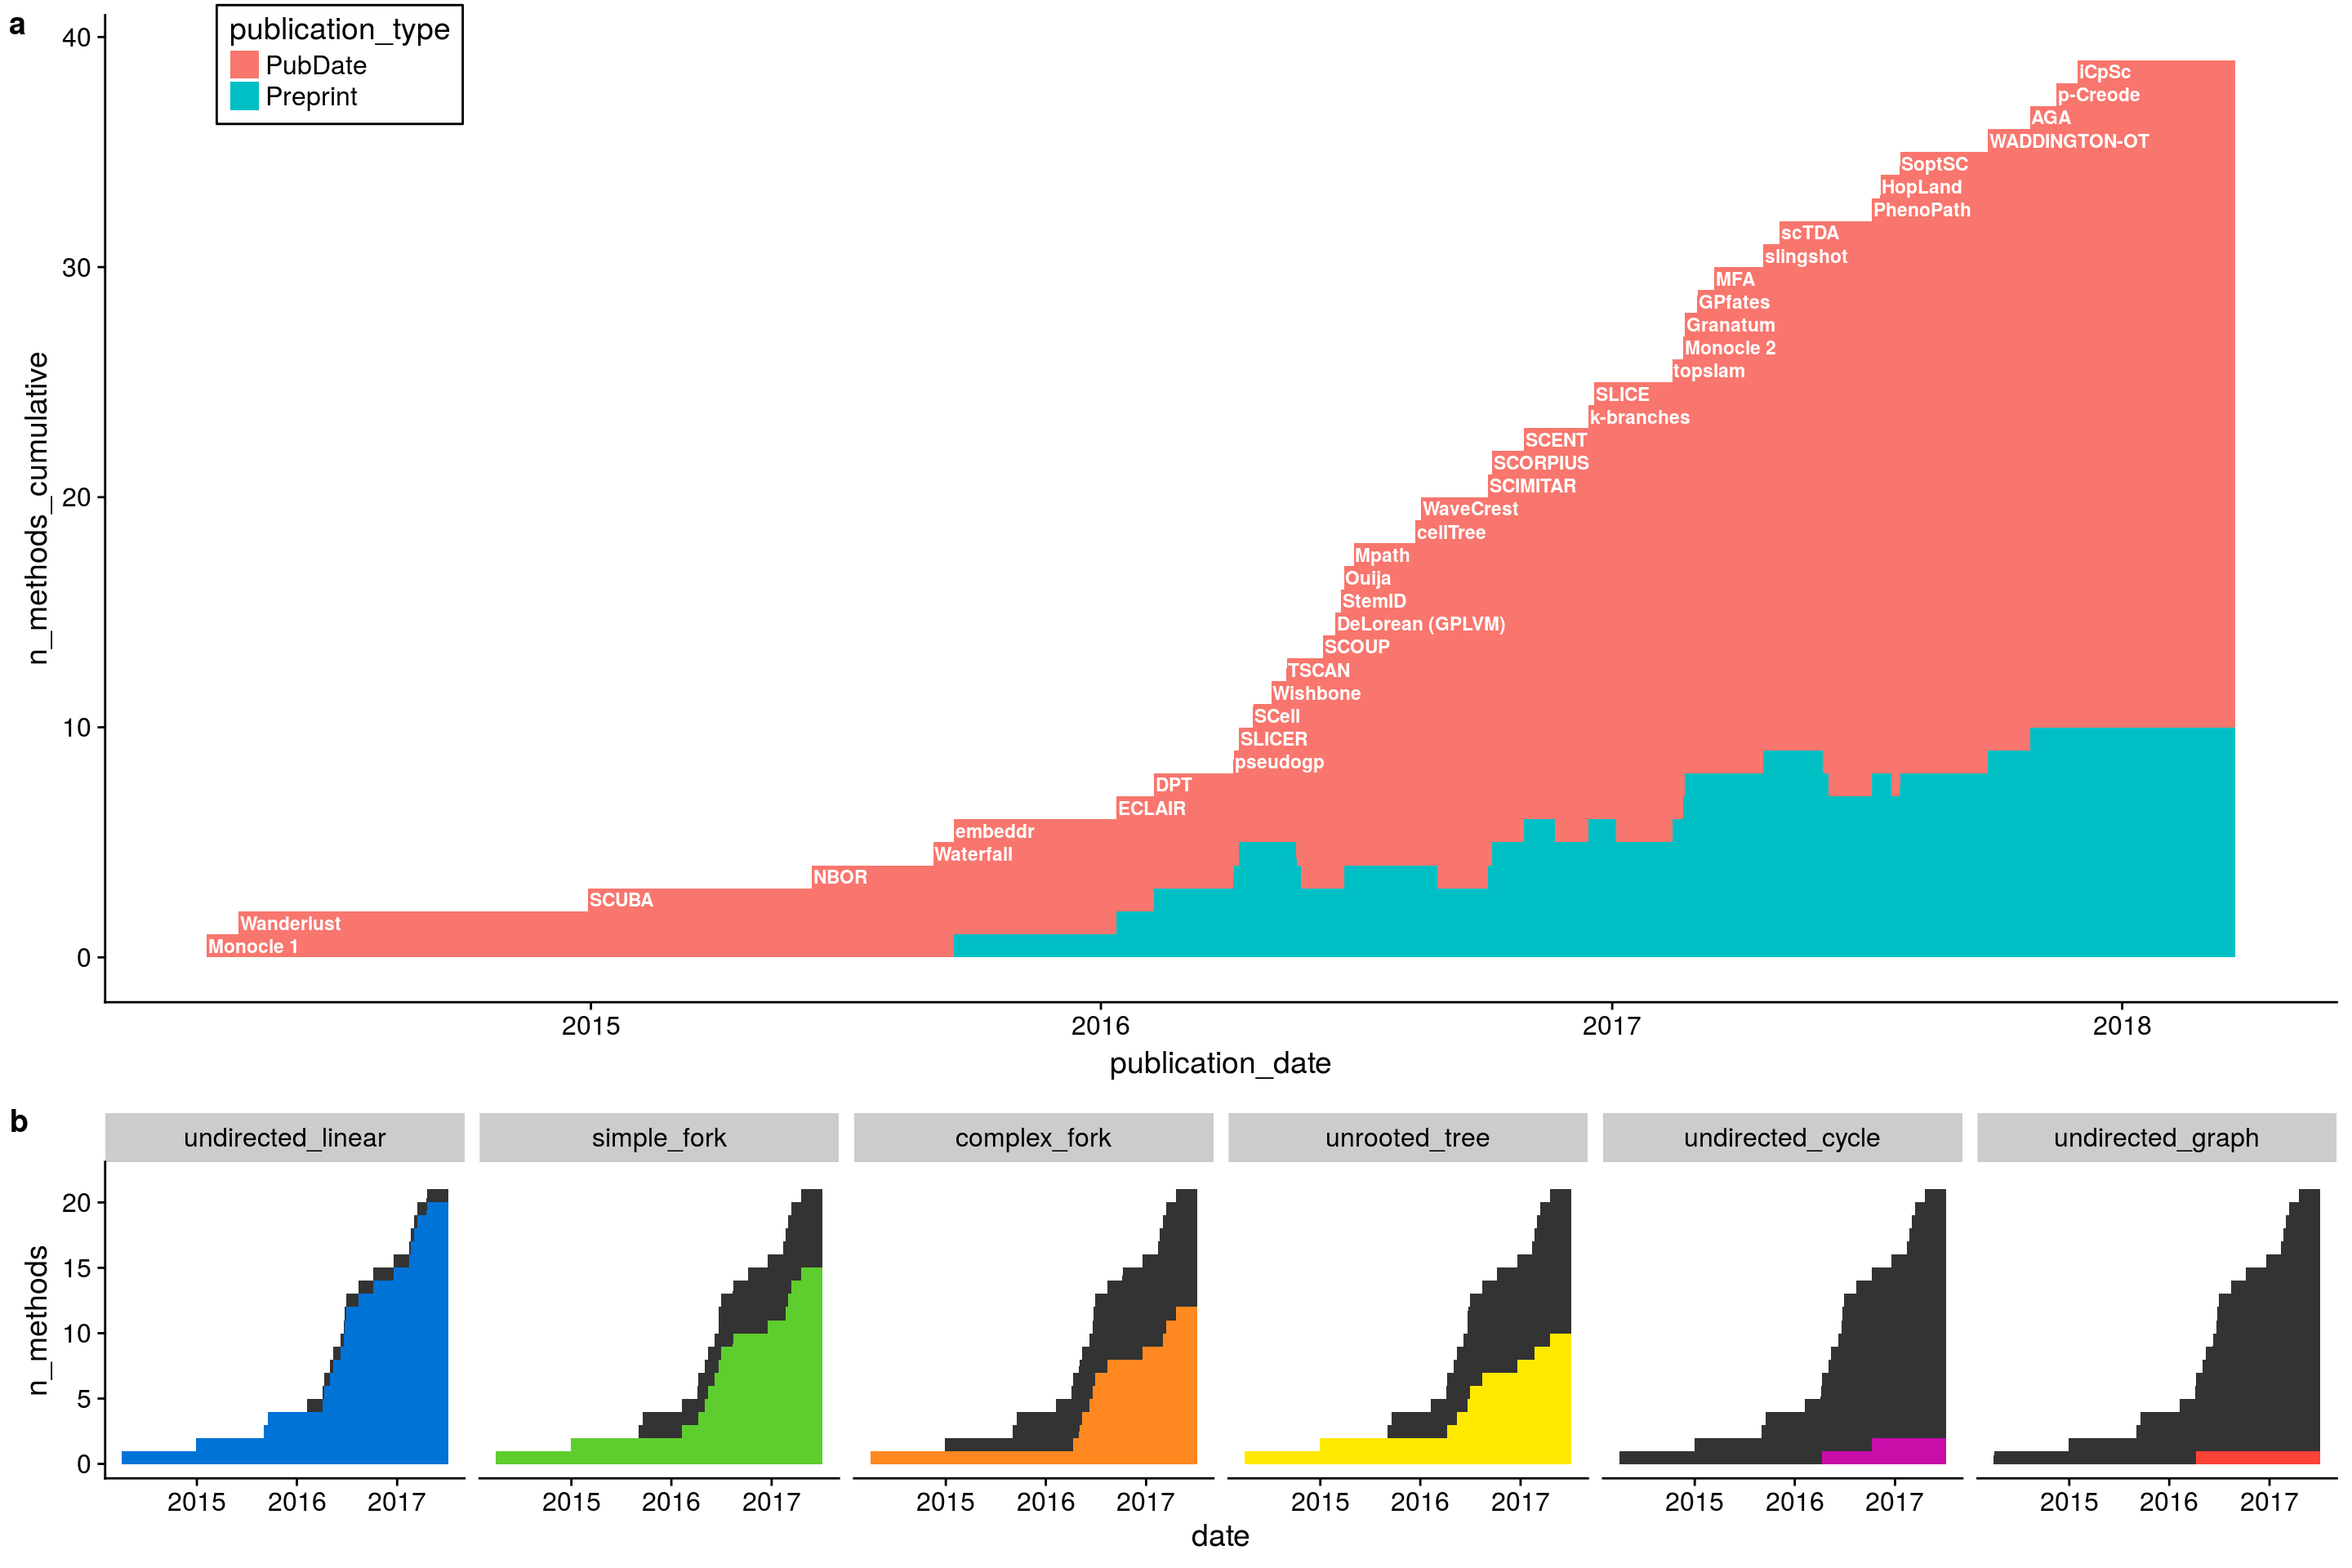 a
publication_type
PubDate
Preprint
n_methods_cumulative
40
30
20
10
0
iCpSc
p-Creode
AGA
WADDINGTON-OT
SoptSC
HopLand
PhenoPath
scTDA
slingshot
MFA
GPfates
Granatum
Monocle 2
topslam
SLICE
k-branches
SCENT
SCORPIUS
SCIMITAR
WaveCrest
cellTree
Mpath
Ouija
StemID
DeLorean (GPLVM)
SCOUP
TSCAN
Wishbone
SCell
SLICER
pseudogp
DPT
ECLAIR
embeddr
Waterfall
NBOR
SCUBA
Wanderlust
Monocle 1
2015 2016 2017 2018
publication_date
b
undirected_linear simple_fork complex_fork unrooted_tree undirected_cycle undirected_graph
n_methods
20
15
10
5
0
2015 2016 2017 2015 2016 2017 2015 2016 2017 2015 2016 2017 2015 2016 2017 2015 2016 2017
date